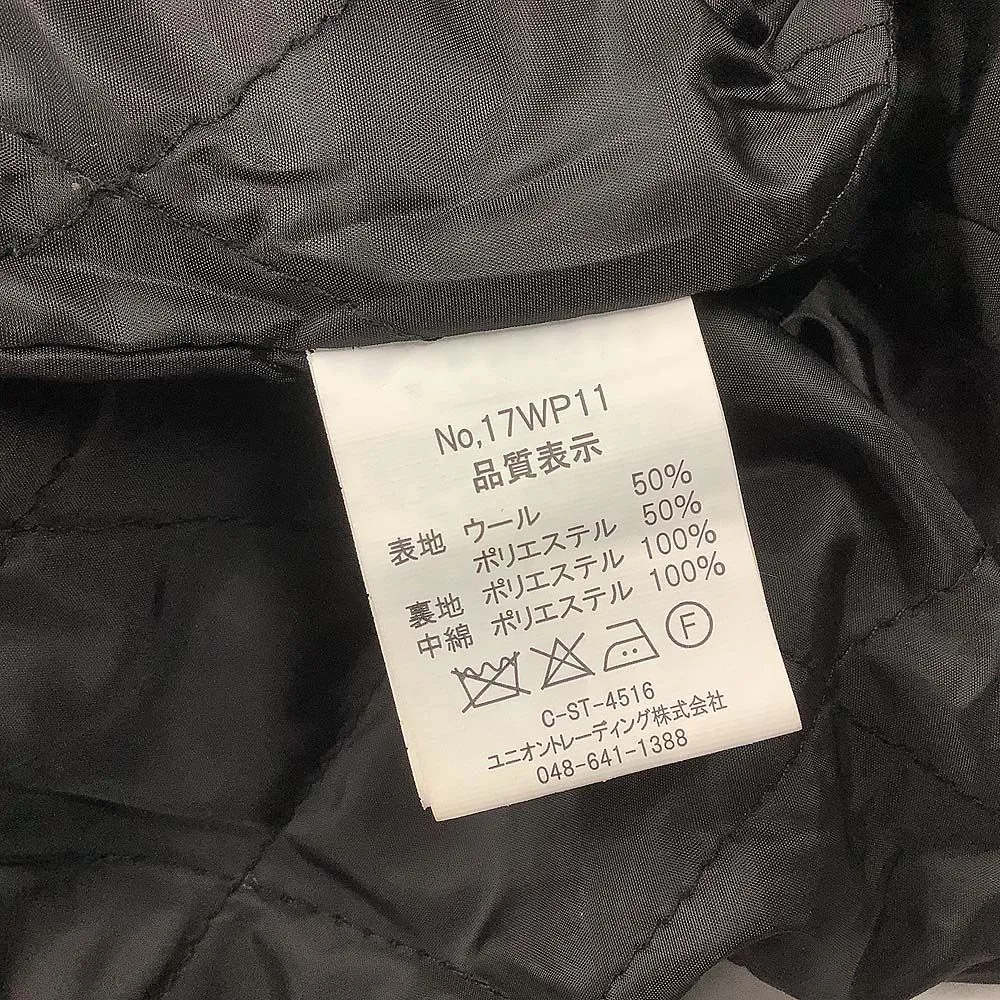 No,17WP11
品質表示
表地 ウール 50%
ポリエステル 50%
裏地 ポリエステル 100%
中綿 ポリエステル 100%
F
C-ST-4516
ユニオントレーディング株式会社
048-641-1388